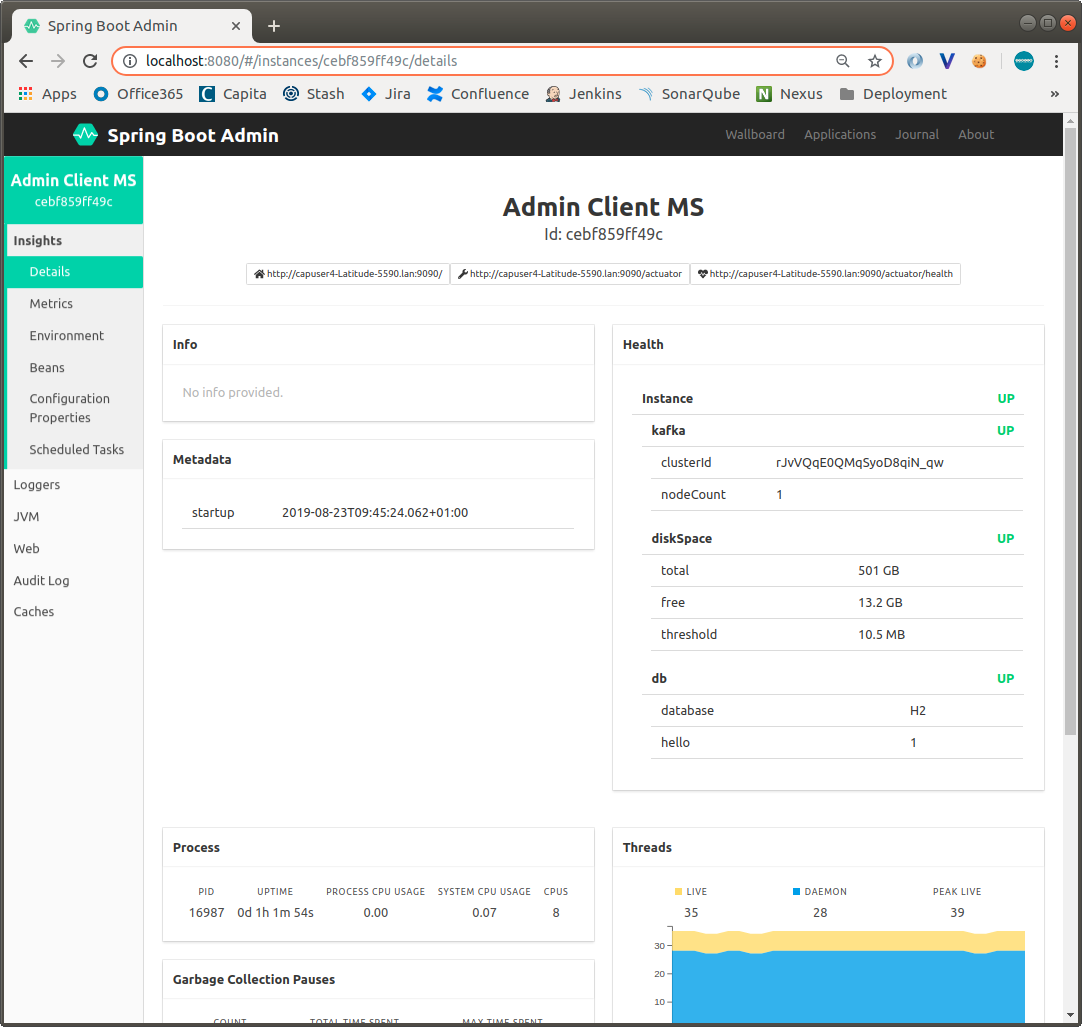 Spring Boot Admin
localhost:8080/#/instances/cebf859ff49c/details
Apps Office365 Capita Stash Jira Confluence Jenkins SonarQube Nexus Deployment »
Spring Boot Admin Wallboard Applications Journal About
Admin Client MS
cebf859ff49c
Insights
Details
Metrics
Environment
Beans
Configuration
Properties
Scheduled Tasks
Loggers
JVM
Web
Audit Log
Caches
Admin Client MS
Id: cebf859ff49c
http://capuser4-Latitude-5590.lan:9090/ http://capuser4-Latitude-5590.lan:9090/actuator http://capuser4-Latitude-5590.lan:9090/actuator/health
Info
No info provided.
Metadata
startup 2019-08-23T09:45:24.062+01:00
Health
Instance UP
kafka UP
clusterId rJvVQqE0QMqSyoD8qiN_qw
nodeCount 1
diskSpace UP
total 501 GB
free 13.2 GB
threshold 10.5 MB
db UP
database H2
hello 1
Process
PID UPTIME PROCESS CPU USAGE SYSTEM CPU USAGE CPUS
16987 0d 1h 1m 54s 0.00 0.07 8
Garbage Collection Pauses
COUNT TOTAL TIME SPENT MAX TIME SPENT
Threads
LIVE DAEMON PEAK LIVE
35 28 39
30
20
10